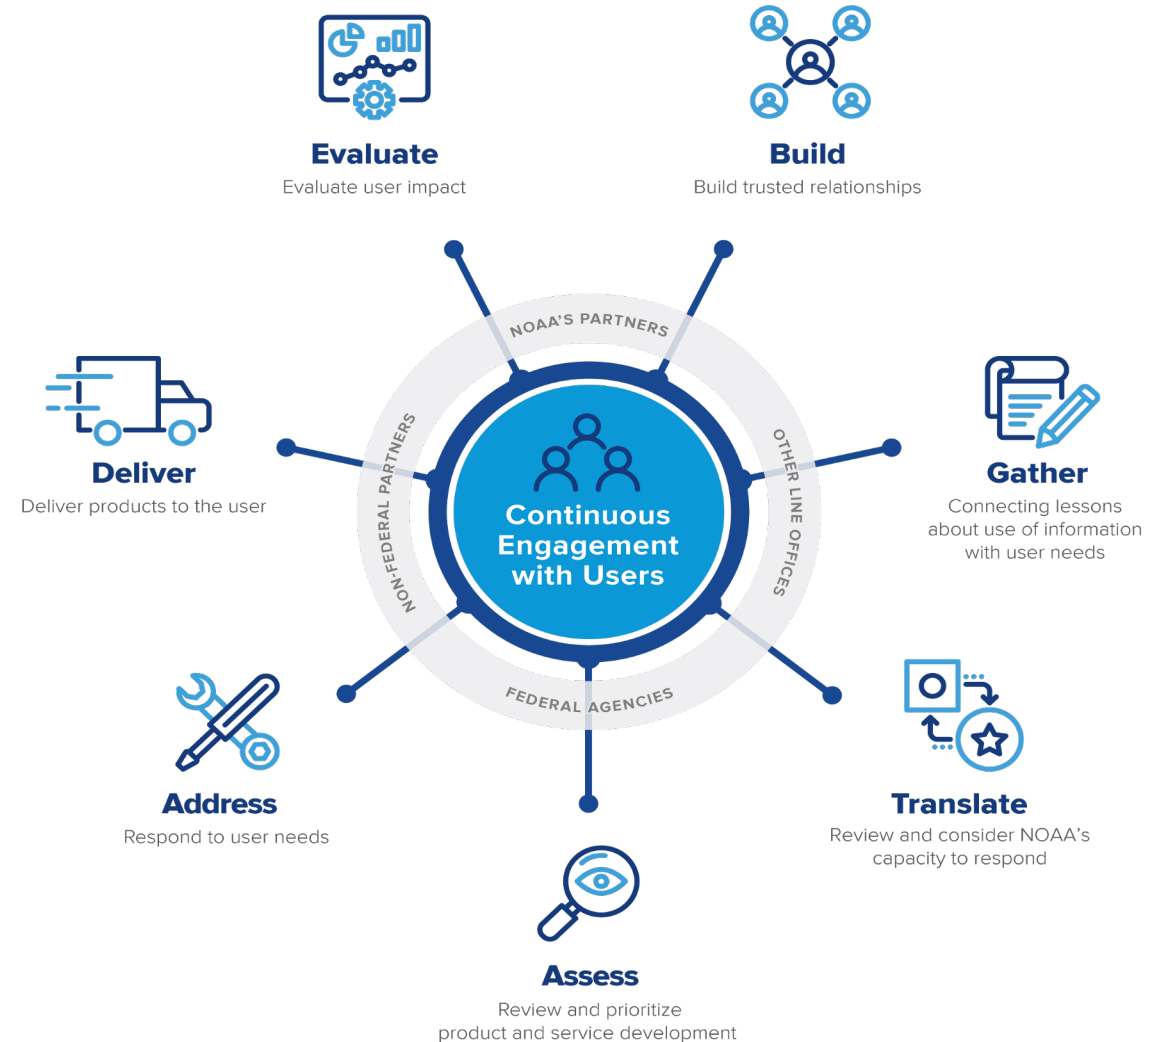 Evaluate
Evaluate user impact
Build
Build trusted relationships
NOAA'S PARTNERS
Deliver
Deliver products to the user
NON-FEDERAL PARTNERS
Continuous
Engagement
with Users
OTHER LINE OFFICES
Gather
Connecting lessons
about use of information
with user needs
FEDERAL AGENCIES
Address
Respond to user needs
Translate
Review and consider NOAA's
capacity to respond
Assess
Review and prioritize
product and service development